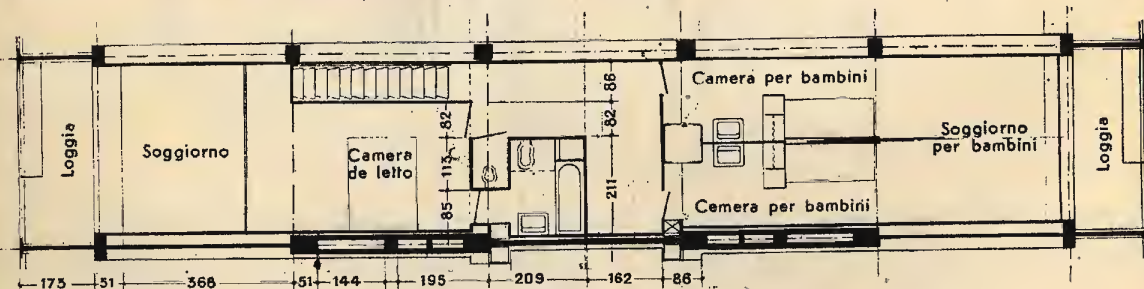 Camera per bambini
86
82
82
Loggia
Soggiorno
Camera
de letto
113
85
211
Soggiorno
per bambini
Loggia
Cemera per bambini
173
51
368
51
144
195
209
162
86